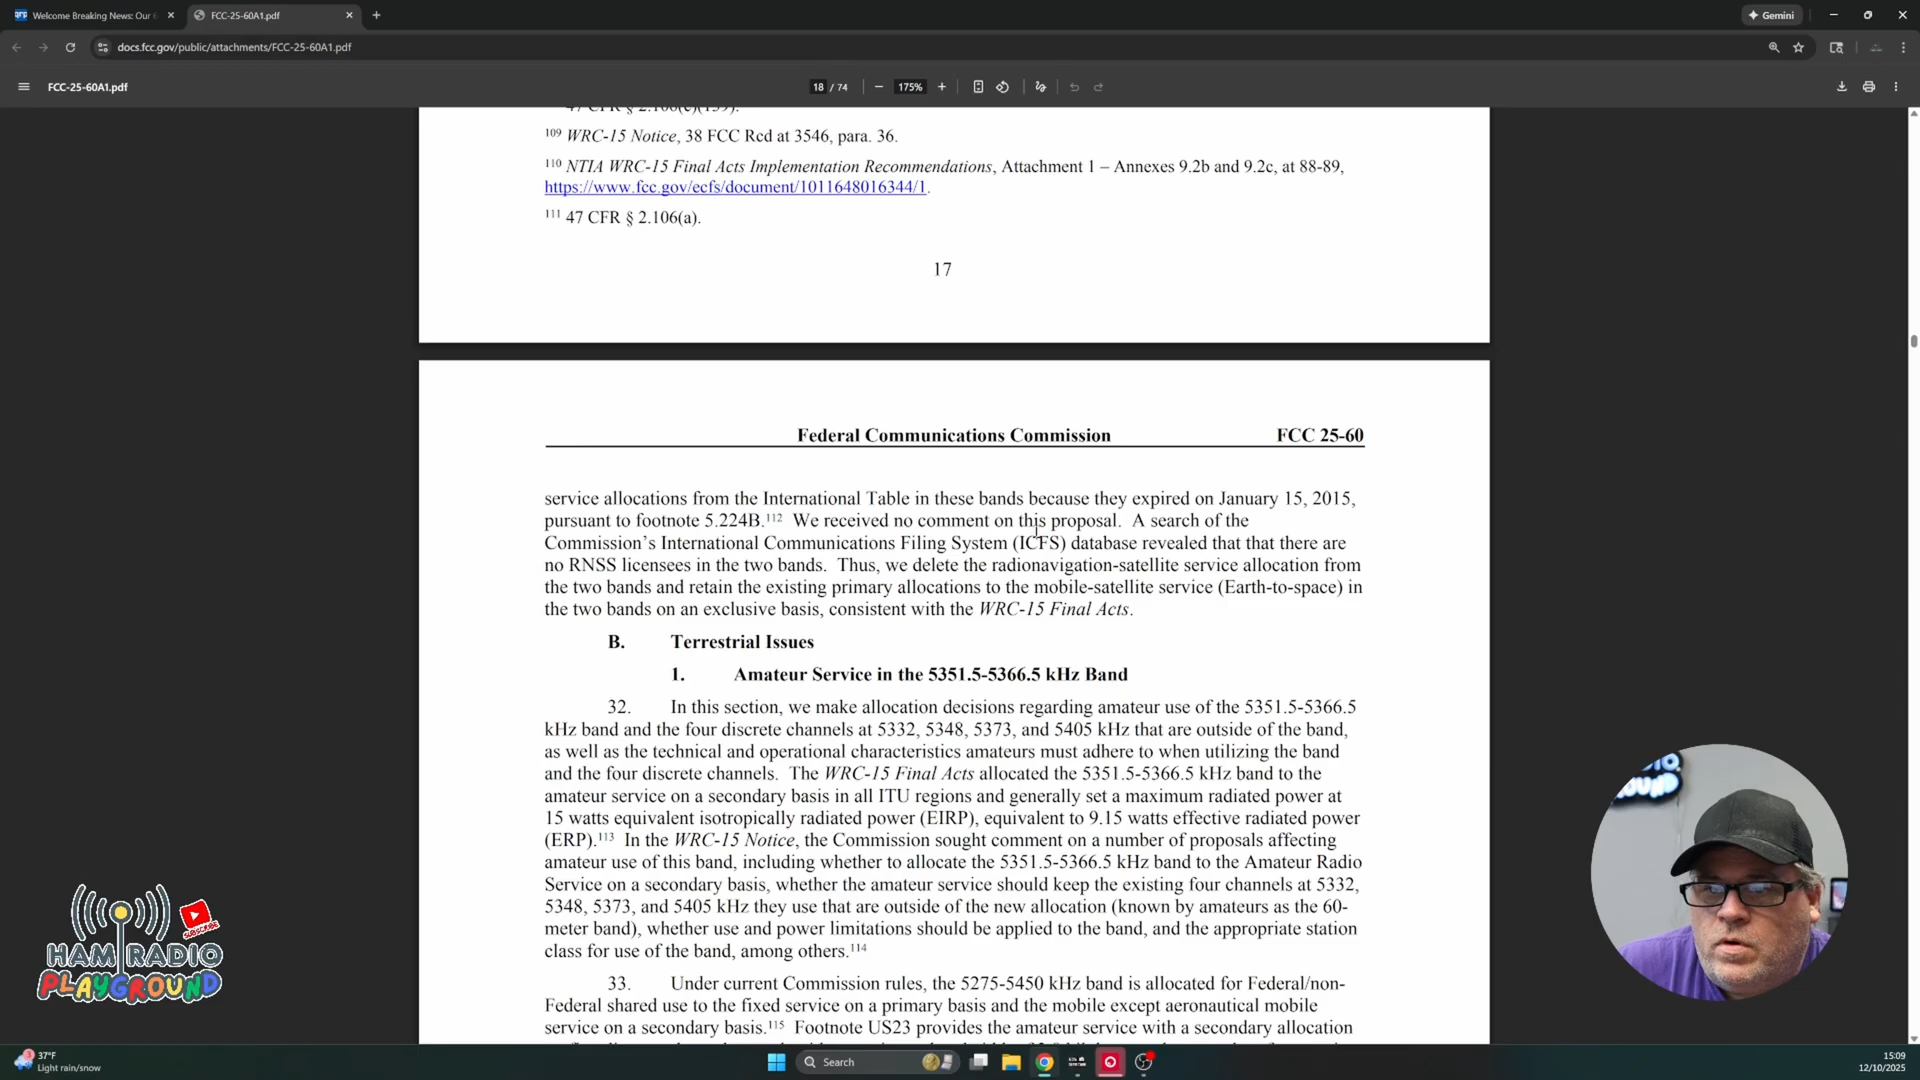 Welcome Breaking News: Our
FCC-25-60A1.pdf
Gemini
docs.fcc.gov/public/attachments/FCC-25-60A1.pdf
FCC-25-60A1.pdf
18 / 74
175%
109 WRC-15 Notice, 38 FCC Rcd at 3546, para. 36.
110 NTIA WRC-15 Final Acts Implementation Recommendations, Attachment 1 – Annexes 9.2b and 9.2c, at 88-89,
https://www.fcc.gov/ecfs/document/1011648016344/1.
111 47 CFR § 2.106(a).
17
Federal Communications Commission FCC 25-60
service allocations from the International Table in these bands because they expired on January 15, 2015,
pursuant to footnote 5.224B.112 We received no comment on this proposal. A search of the
Commission’s International Communications Filing System (ICFS) database revealed that that there are
no RNSS licensees in the two bands. Thus, we delete the radionavigation-satellite service allocation from
the two bands and retain the existing primary allocations to the mobile-satellite service (Earth-to-space) in
the two bands on an exclusive basis, consistent with the WRC-15 Final Acts.
B. Terrestrial Issues
1. Amateur Service in the 5351.5-5366.5 kHz Band
32. In this section, we make allocation decisions regarding amateur use of the 5351.5-5366.5
kHz band and the four discrete channels at 5332, 5348, 5373, and 5405 kHz that are outside of the band,
as well as the technical and operational characteristics amateurs must adhere to when utilizing the band
and the four discrete channels. The WRC-15 Final Acts allocated the 5351.5-5366.5 kHz band to the
amateur service on a secondary basis in all ITU regions and generally set a maximum radiated power at
15 watts equivalent isotropically radiated power (EIRP), equivalent to 9.15 watts effective radiated power
(ERP).113 In the WRC-15 Notice, the Commission sought comment on a number of proposals affecting
amateur use of this band, including whether to allocate the 5351.5-5366.5 kHz band to the Amateur Radio
Service on a secondary basis, whether the amateur service should keep the existing four channels at 5332,
5348, 5373, and 5405 kHz they use that are outside of the new allocation (known by amateurs as the 60-
meter band), whether use and power limitations should be applied to the band, and the appropriate station
class for use of the band, among others.114
33. Under current Commission rules, the 5275-5450 kHz band is allocated for Federal/non-
Federal shared use to the fixed service on a primary basis and the mobile except aeronautical mobile
service on a secondary basis.115 Footnote US23 provides the amateur service with a secondary allocation
SUBSCRIBE
HAM RADIO
PLAYGROUND
37°F
Light rain/snow
Search
15:09
12/10/2025